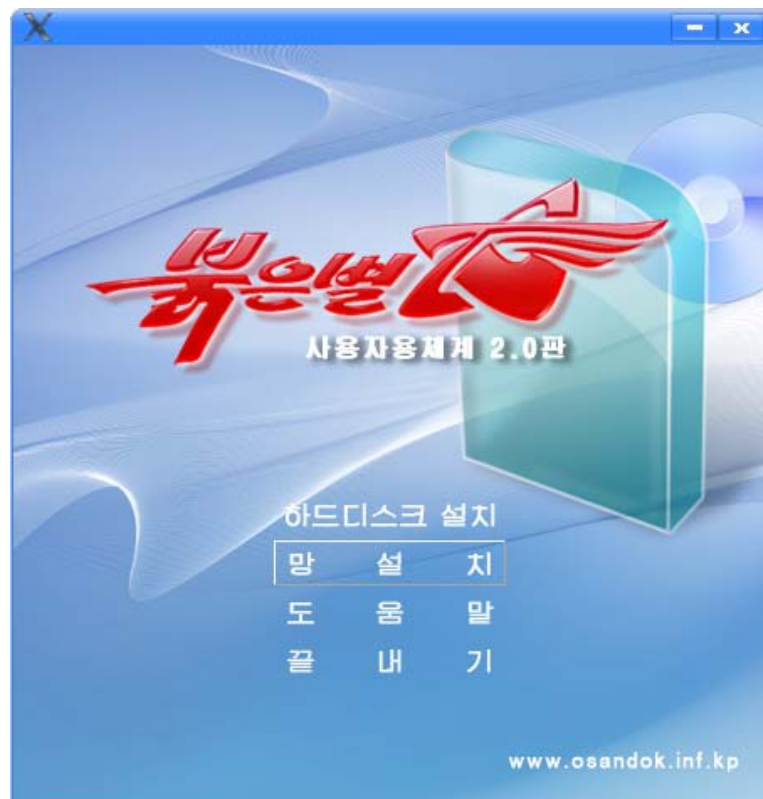 붉은별
사용자용체계 2.0판
하드디스크 설치
망 설 치
도 움 말
끝 내 기
www.osandok.inf.kp